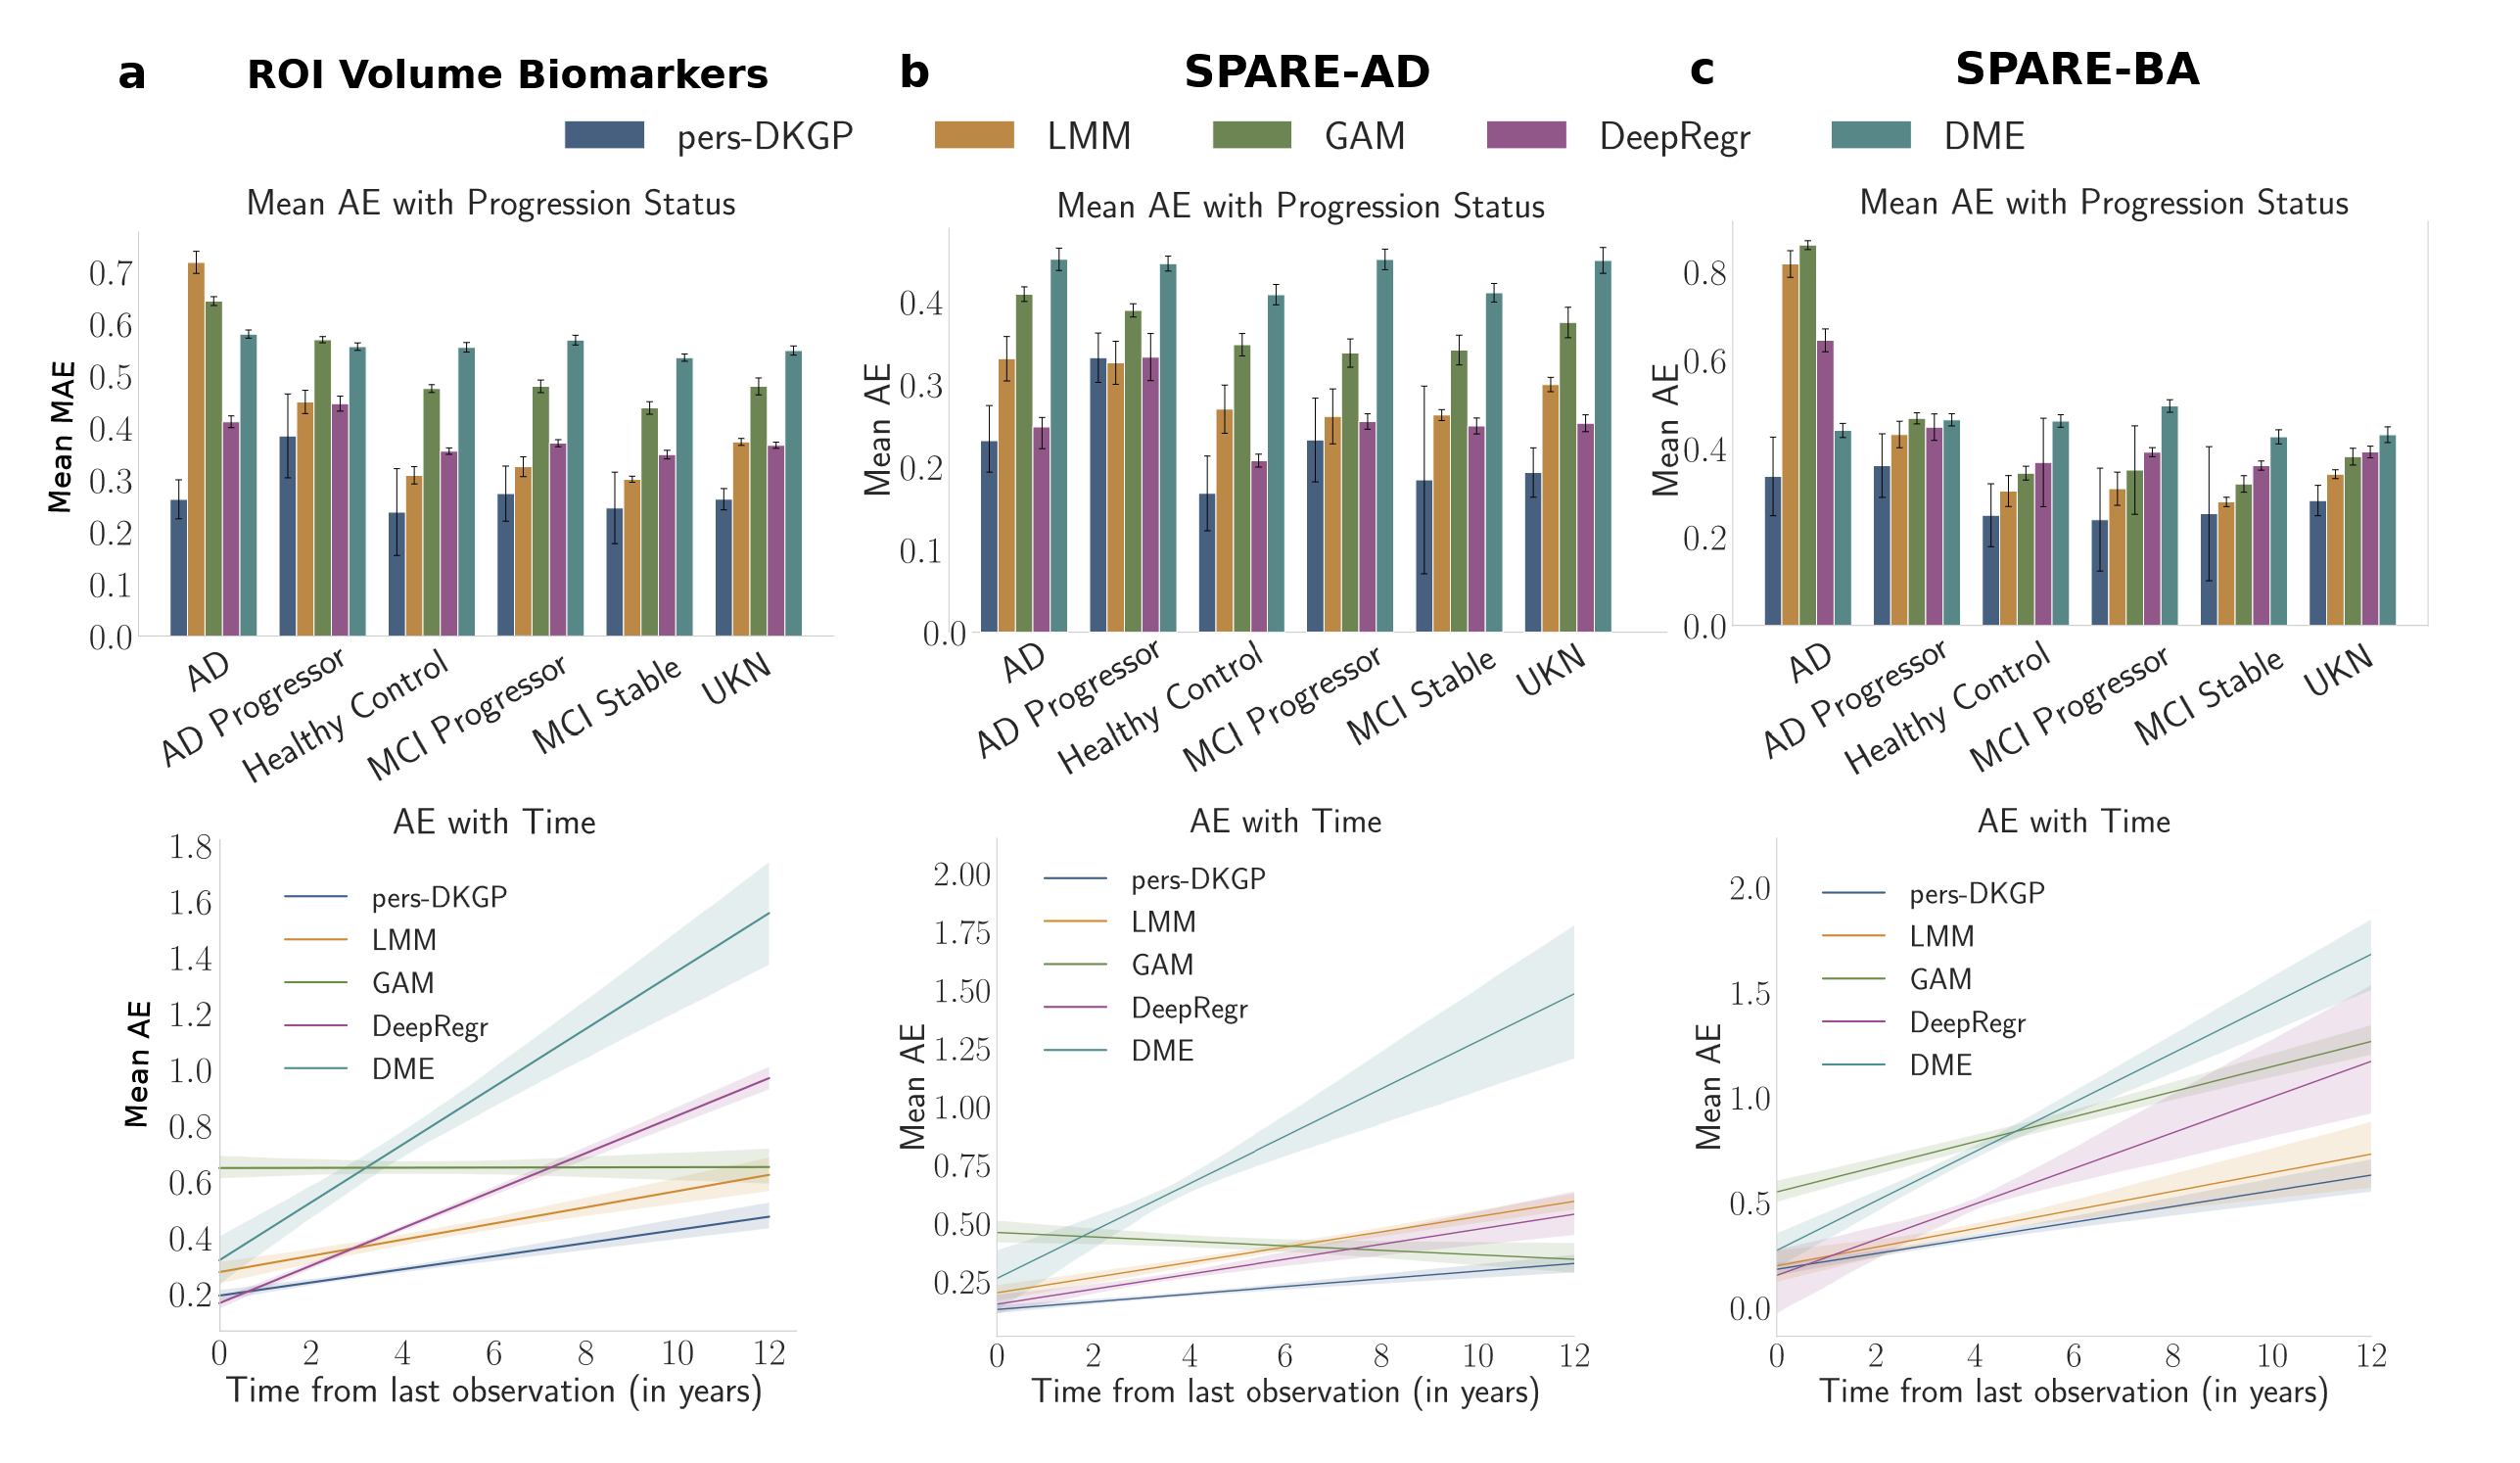 a ROI Volume Biomarkers b SPARE-AD c SPARE-BA
pers-DKGP LMM GAM DeepRegr DME
Mean AE with Progression Status
Mean MAE
0.7
0.6
0.5
0.4
0.3
0.2
0.1
0.0
AD
AD Progressor
Healthy Control
MCI Progressor
MCI Stable
UKN
Mean AE with Progression Status
Mean AE
0.4
0.3
0.2
0.1
0.0
AD
AD Progressor
Healthy Control
MCI Progressor
MCI Stable
UKN
Mean AE with Progression Status
Mean AE
0.8
0.6
0.4
0.2
0.0
AD
AD Progressor
Healthy Control
MCI Progressor
MCI Stable
UKN
AE with Time
Mean AE
1.8
1.6
1.4
1.2
1.0
0.8
0.6
0.4
0.2
pers-DKGP
LMM
GAM
DeepRegr
DME
0 2 4 6 8 10 12
Time from last observation (in years)
AE with Time
Mean AE
2.00
1.75
1.50
1.25
1.00
0.75
0.50
0.25
pers-DKGP
LMM
GAM
DeepRegr
DME
0 2 4 6 8 10 12
Time from last observation (in years)
AE with Time
Mean AE
2.0
1.5
1.0
0.5
0.0
pers-DKGP
LMM
GAM
DeepRegr
DME
0 2 4 6 8 10 12
Time from last observation (in years)